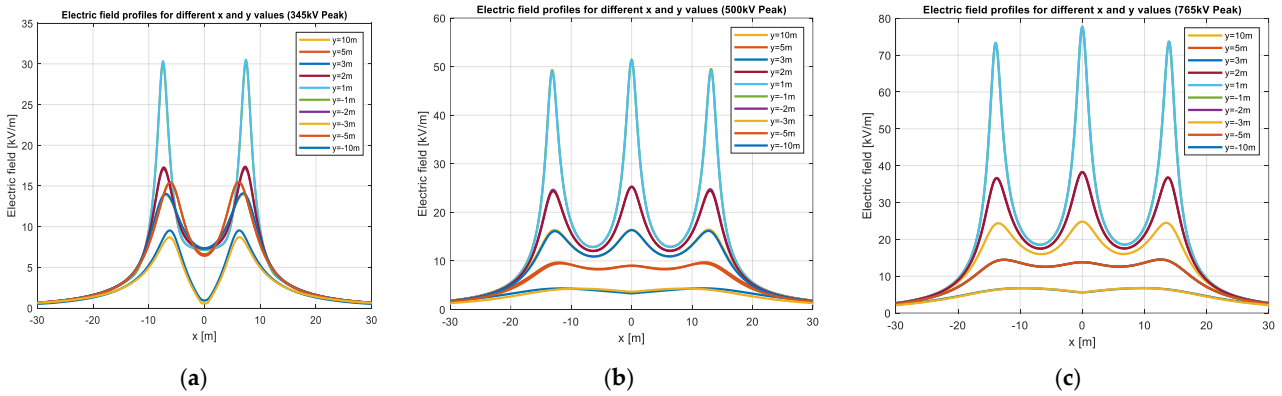 Electric field profiles for different x and y values (345kV Peak)
35
30
25
20
15
10
5
0
Electric field [kV/m]
-30
-20
-10
0
10
20
30
x [m]
y=10m
y=5m
y=3m
y=2m
y=1m
y=-1m
y=-2m
y=-3m
y=-5m
y=-10m
(a)
Electric field profiles for different x and y values (500kV Peak)
60
50
40
30
20
10
0
Electric field [kV/m]
-30
-20
-10
0
10
20
30
x [m]
y=10m
y=5m
y=3m
y=2m
y=1m
y=-1m
y=-2m
y=-3m
y=-5m
y=-10m
(b)
Electric field profiles for different x and y values (765kV Peak)
80
70
60
50
40
30
20
10
0
Electric field [kV/m]
-30
-20
-10
0
10
20
30
x [m]
y=10m
y=5m
y=3m
y=2m
y=1m
y=-1m
y=-2m
y=-3m
y=-5m
y=-10m
(c)